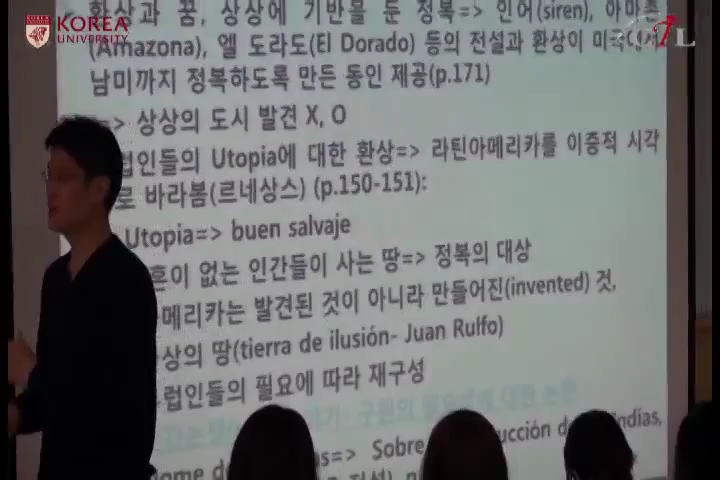 KOREA
UNIVERSITY
환상과 꿈, 상상에 기반을 둔 정복=> 인어(siren), 아마존
(Amazona), 엘 도라도(El Dorado) 등의 전설과 환상이
남미까지 정복하도록 만든 동인 제공(p.171)
=> 상상의 도시 발견 X, O
럽인들의 Utopia에 대한 환상=> 라틴아메리카를 이중적 시각
로 바라봄(르네상스) (p.150-151):
Utopia=> buen salvaje
혼이 없는 인간들이 사는 땅=> 정복의 대상
메리카는 발견된 것이 아니라 만들어진(invented) 것,
상의 땅(tierra de ilusión- Juan Rulfo)
럽인들의 필요에 따라 재구성
=> Sobre